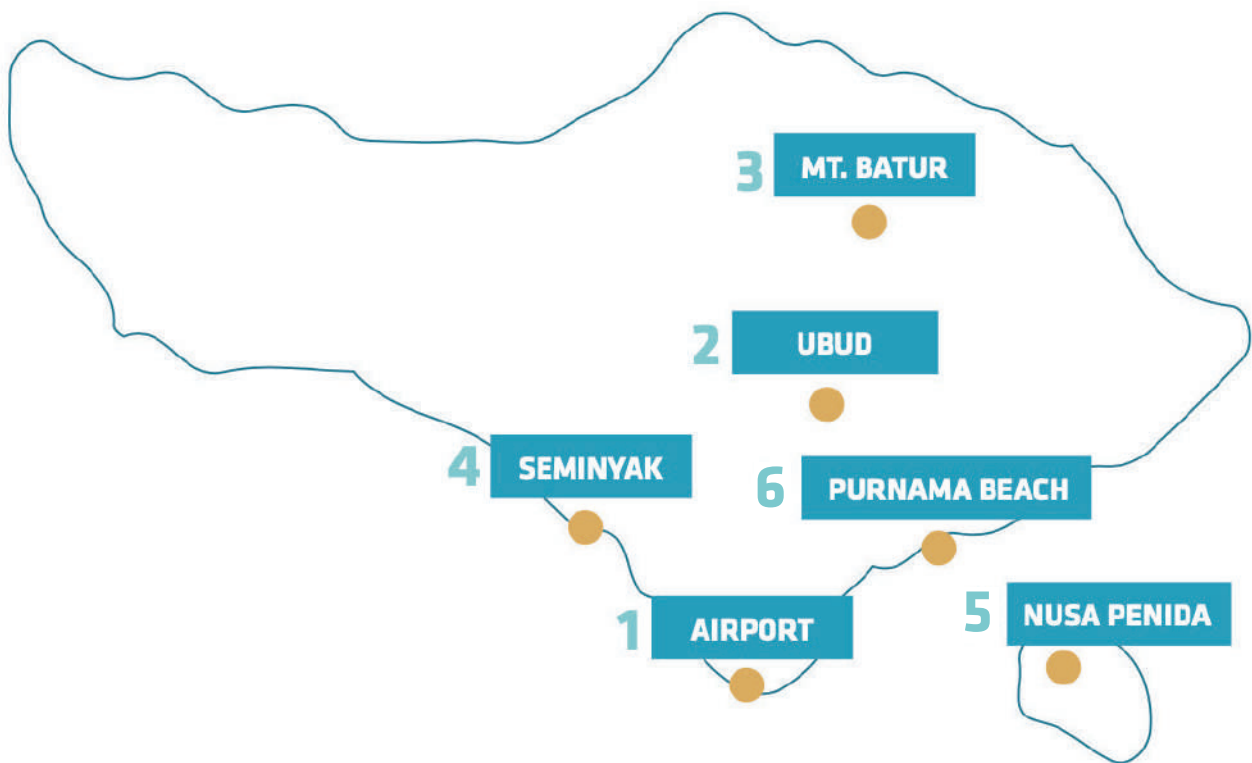 3 MT. BATUR
2 UBUD
4 SEMINYAK
6 PURNAMA BEACH
5 NUSA PENIDA
1 AIRPORT